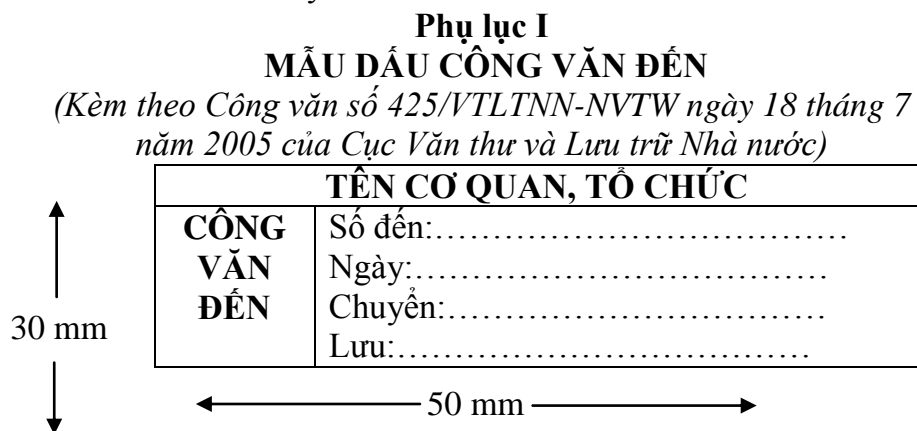 Phụ lục I
MẪU DẤU CÔNG VĂN ĐẾN
(Kèm theo Công văn số 425/VTLTNN-NVTW ngày 18 tháng 7
năm 2005 của Cục Văn thư và Lưu trữ Nhà nước)
TÊN CƠ QUAN, TỔ CHỨC
CÔNG
VĂN
ĐẾN
Số đến:………………………………
Ngày:………………………………
Chuyển:……………………………
Lưu:………………………………
30 mm
50 mm